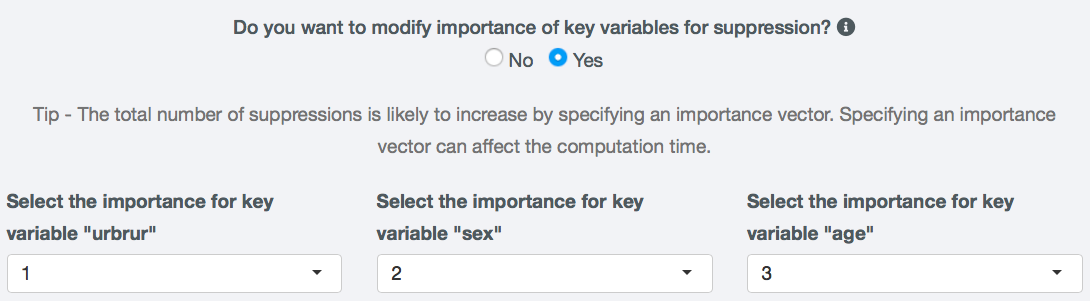 Do you want to modify importance of key variables for suppression?
No Yes
Tip - The total number of suppressions is likely to increase by specifying an importance vector. Specifying an importance
vector can affect the computation time.
Select the importance for key
variable "urbrur"
1
Select the importance for key
variable "sex"
2
Select the importance for key
variable "age"
3